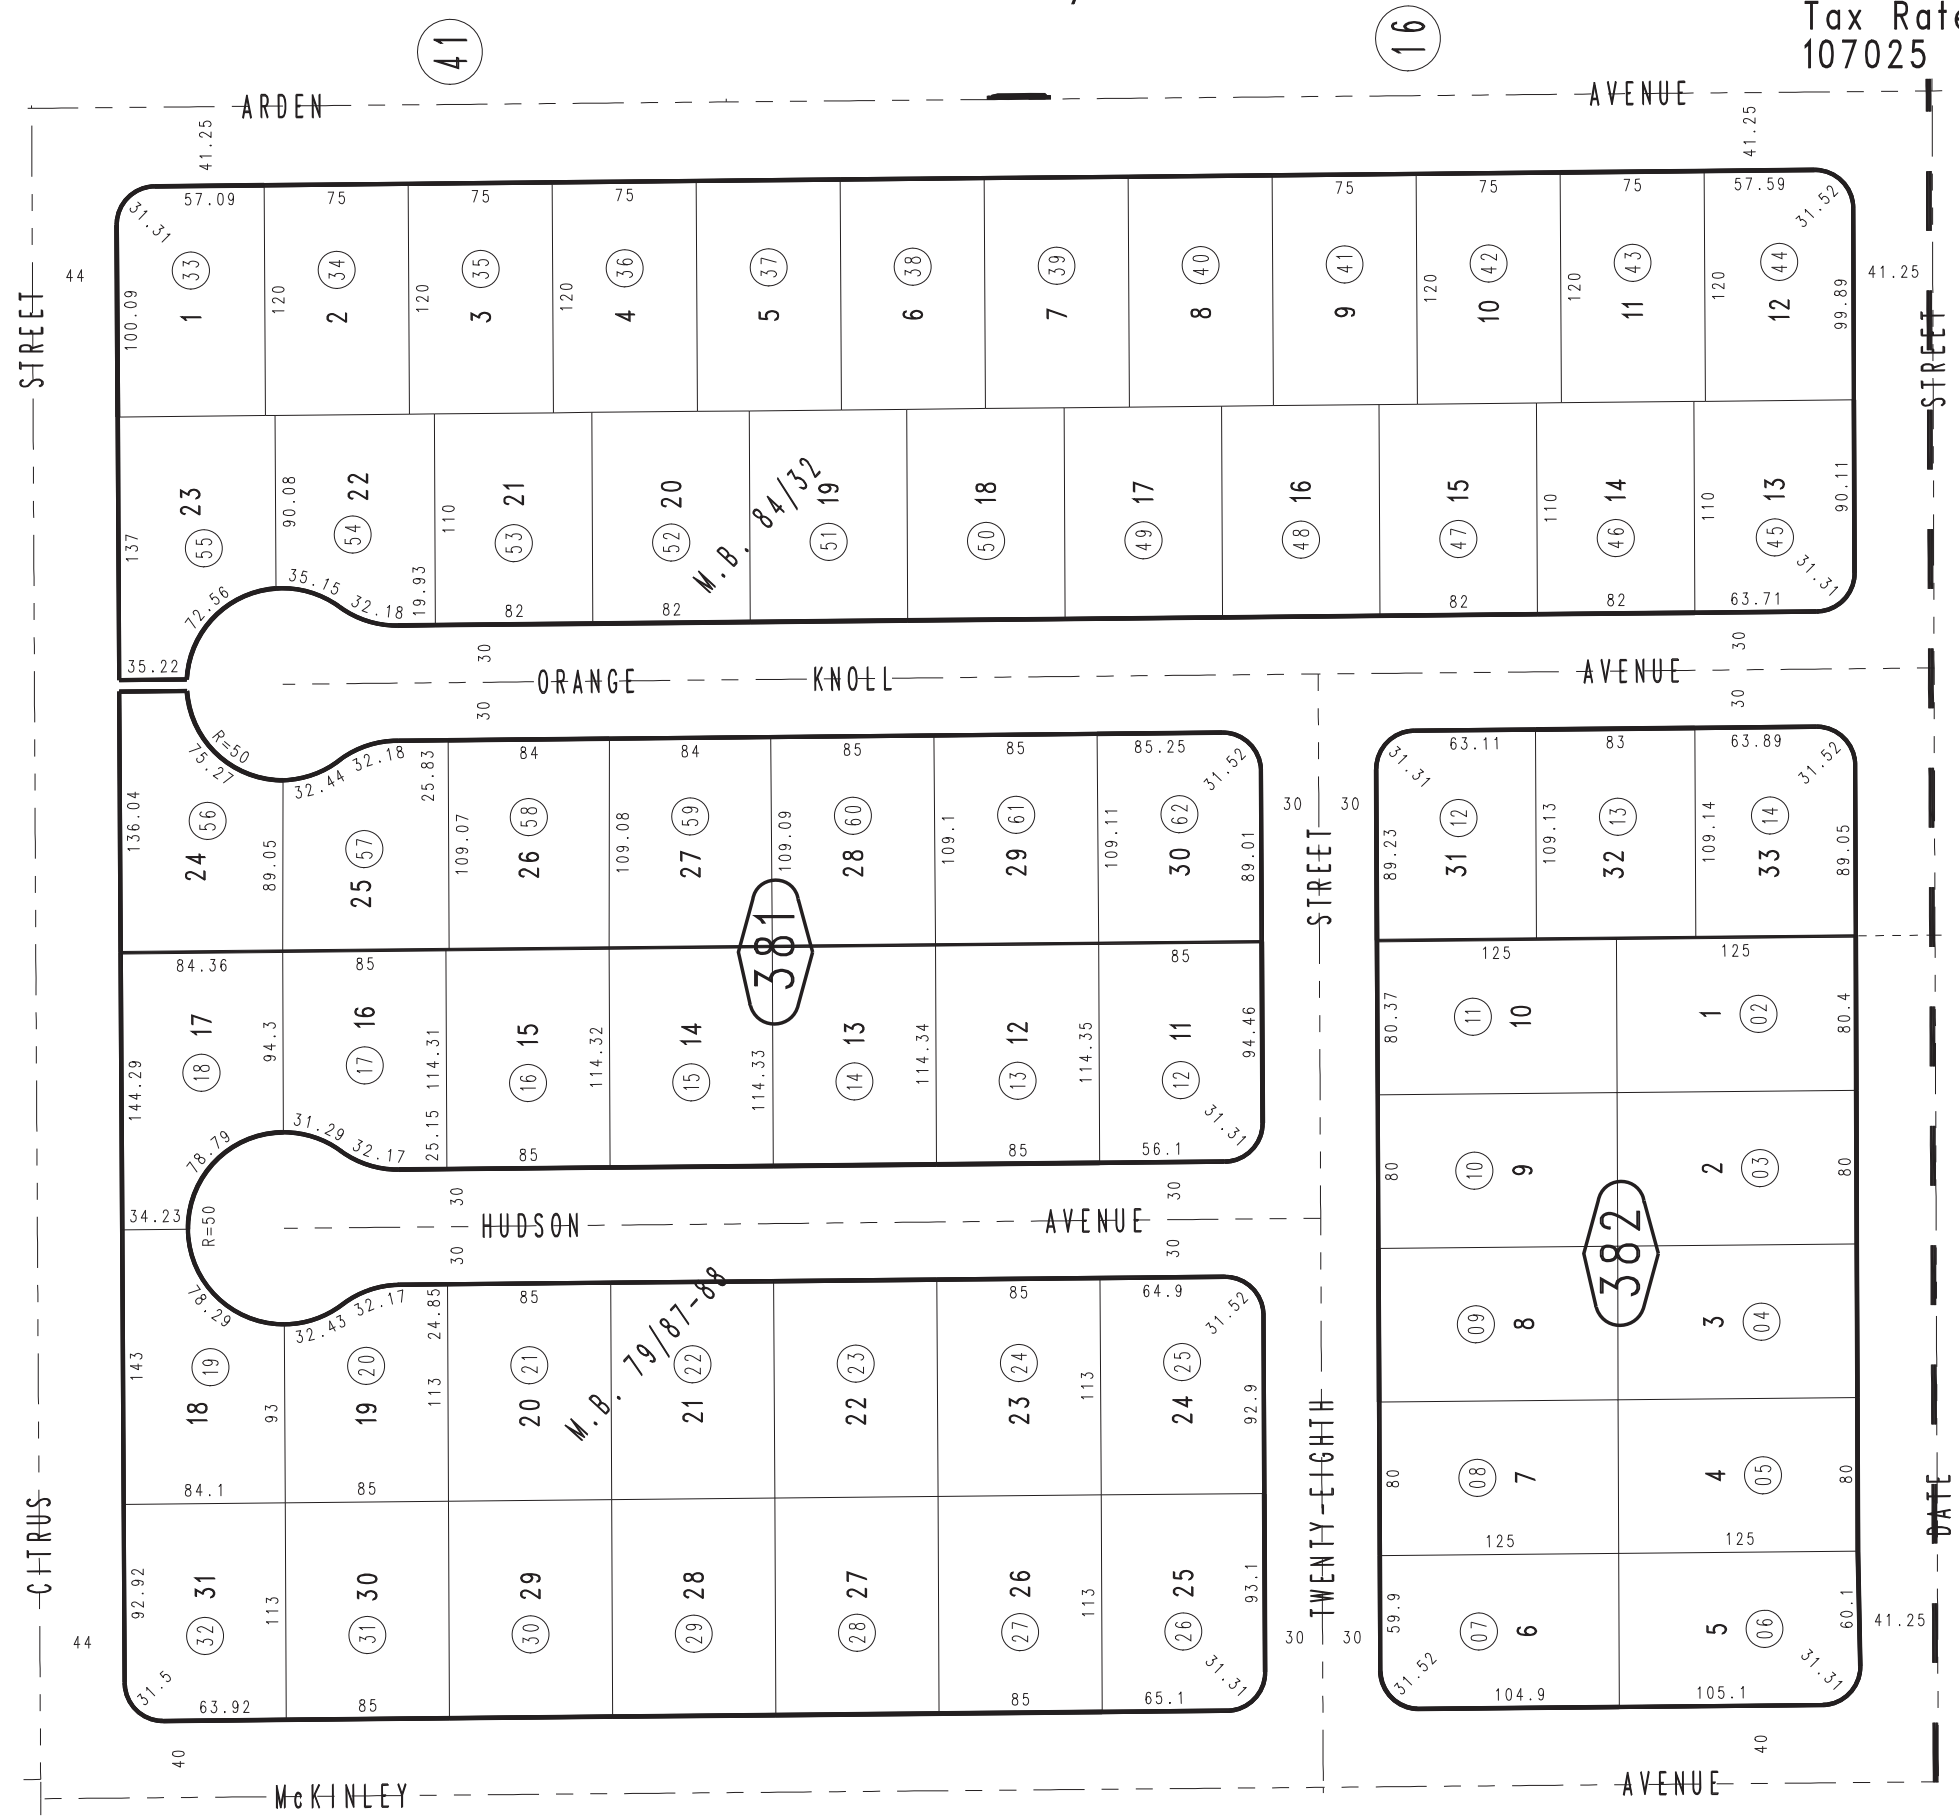 41
16
Tax Rate
107025
ARDEN AVENUE
41.25
41.25
57.09 75 75 75 75 75 75 57.59
31.31 31.52
33 34 35 36 37 38 39 40 41 42 43 44
44
41.25
STREET
STREET
100.09 120 120 120 120 120 120 99.89
1 2 3 4 5 6 7 8 9 10 11 12
23 22 21 20 19 18 17 16 15 14 13
M.B. 84/32
137 90.08 110 110 110 90.11
55 54 53 52 51 50 49 48 47 46 45
72.56 35.15 32.18 19.93 31.31
82 82 82 82 63.71
35.22
30 30
ORANGE KNOLL AVENUE
30 30
R=50
75.27 32.44 32.18 25.83
84 84 85 85 85.25 31.52
31.31 63.11 83 63.89 31.52
30 30
136.04 56 57 58 59 60 61 62 12 13 14
24 89.05 25 109.07 26 109.08 27 109.09 28 109.1 29 109.11 30 89.01
89.23 31 109.13 32 109.14 33 89.05
STREET
381
84.36 85 85
125 125
17 16 15 14 13 12 11
144.29 94.3 114.31 114.32 114.33 114.34 114.35 94.46
18 17 16 15 14 13 12
80.37 11 10 1 02 80.4
78.79 31.29 32.17 25.15
85 85 56.1 31.31
80 10 9 2 03 80
34.23
R=50
30 30
HUDSON AVENUE
30 30
382
78.29 32.43 32.17 24.85
85 85 64.9 31.52
M.B. 79/87-88
09 8 3 04
143 19 20 21 22 23 24 25
18 93 19 113 20 21 22 23 113 24 92.9
84.1 85
80 08 7 4 05 80
125 125
CITRUS
TWENTY-EIGHTH
DATE
92.92 31 30 29 28 27 26 25 93.1
113 113
32 31 30 29 28 27 26
44
30 30
59.9 07 6 5 06 60.1
41.25
31.5 31.31 31.52 31.31
63.92 85 85 65.1
104.9 105.1
40 40
McKINLEY AVENUE